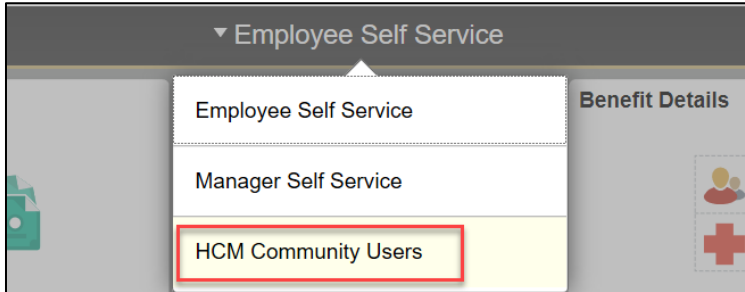 Employee Self Service
Employee Self Service
Benefit Details
Manager Self Service
HCM Community Users